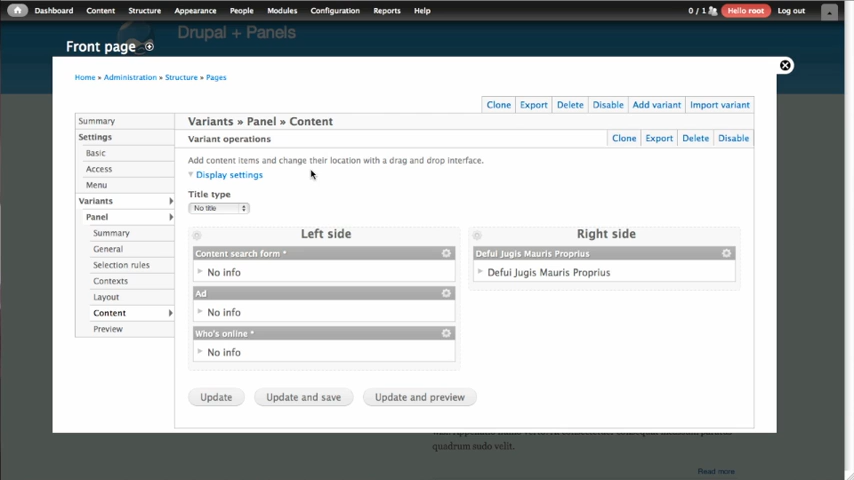 Dashboard Content Structure Appearance People Modules Configuration Reports Help 0 / 1 Hello root Log out
Drupal + Panels
Front page
Home » Administration » Structure » Pages
Clone Export Delete Disable Add variant Import variant
Summary
Settings
Basic
Access
Menu
Variants
Panel
Summary
General
Selection rules
Contexts
Layout
Content
Preview
Variants » Panel » Content
Variant operations
Clone Export Delete Disable
Add content items and change their location with a drag and drop interface.
Display settings
Title type
No title
Left side
Content search form *
No info
Ad
No info
Who's online *
No info
Right side
Defui Jugis Mauris Proprius
Defui Jugis Mauris Proprius
Update Update and save Update and preview
quadrum sudo velit.
Read more